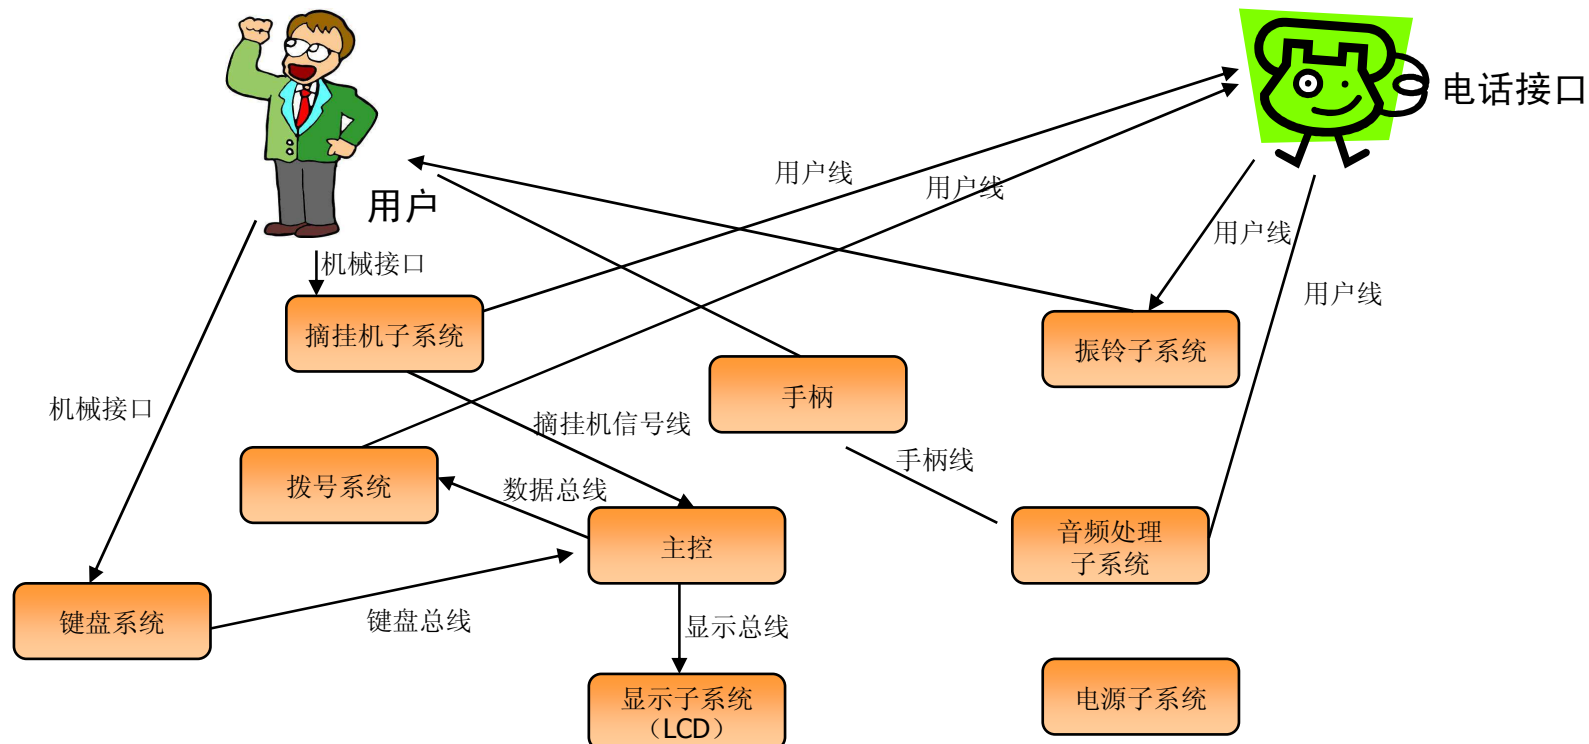 电话接口
用户线
用户线
用户
用户线
机械接口
用户线
摘挂机子系统
振铃子系统
手柄
机械接口
摘挂机信号线
手柄线
拨号系统
数据总线
主控
音频处理
子系统
键盘系统
键盘总线
显示总线
显示子系统
（LCD）
电源子系统